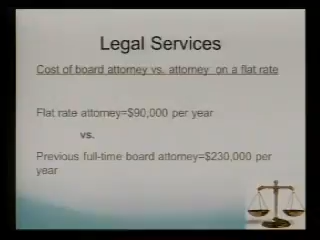 Legal Services
Cost of board attorney vs. attorney on a flat rate
Flat rate attorney=$90,000 per year
vs.
Previous full-time board attorney=$230,000 per
year